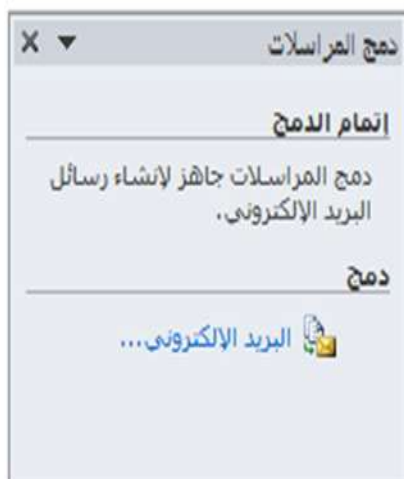 دمج المراسلات
إتمام الدمج
دمج المراسلات جاهز لإنشاء رسائل
البريد الإلكتروني.
دمج
البريد الإلكتروني...